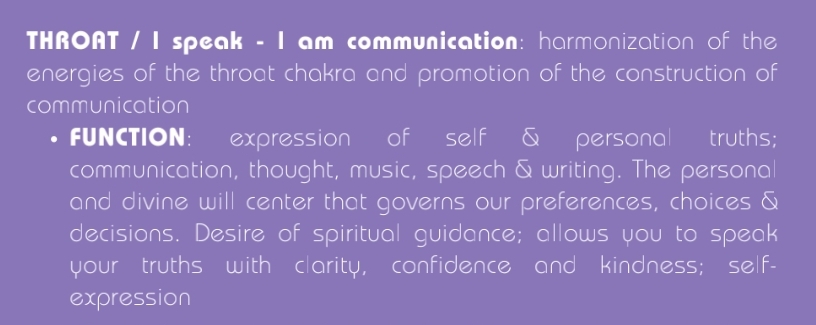 THROAT / I speak - I am communication: harmonization of the
energies of the throat chakra and promotion of the construction of
communication
• FUNCTION: expression of self & personal truths;
communication, thought, music, speech & writing. The personal
and divine will center that governs our preferences, choices &
decisions. Desire of spiritual guidance; allows you to speak
your truths with clarity, confidence and kindness; self-
expression